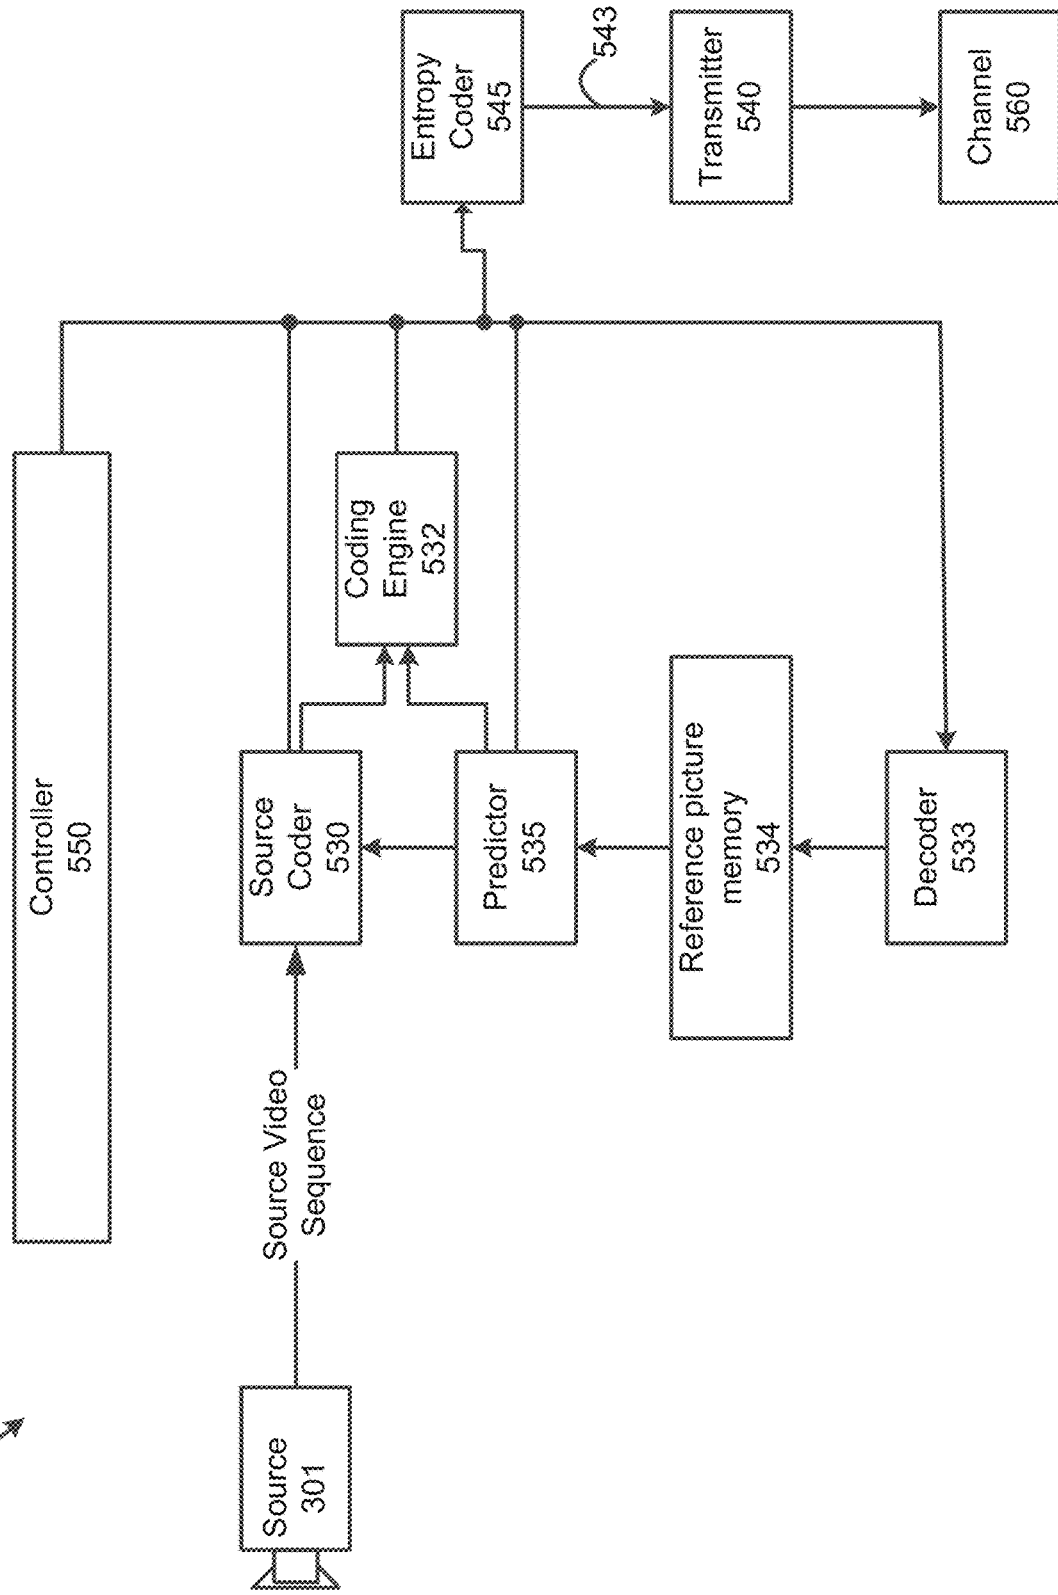 Controller
550
Source
301
Source Video
Sequence
Source
Coder
530
Coding
Engine
532
Predictor
535
Reference picture
memory
534
Decoder
533
Entropy
Coder
545
543
Transmitter
540
Channel
560